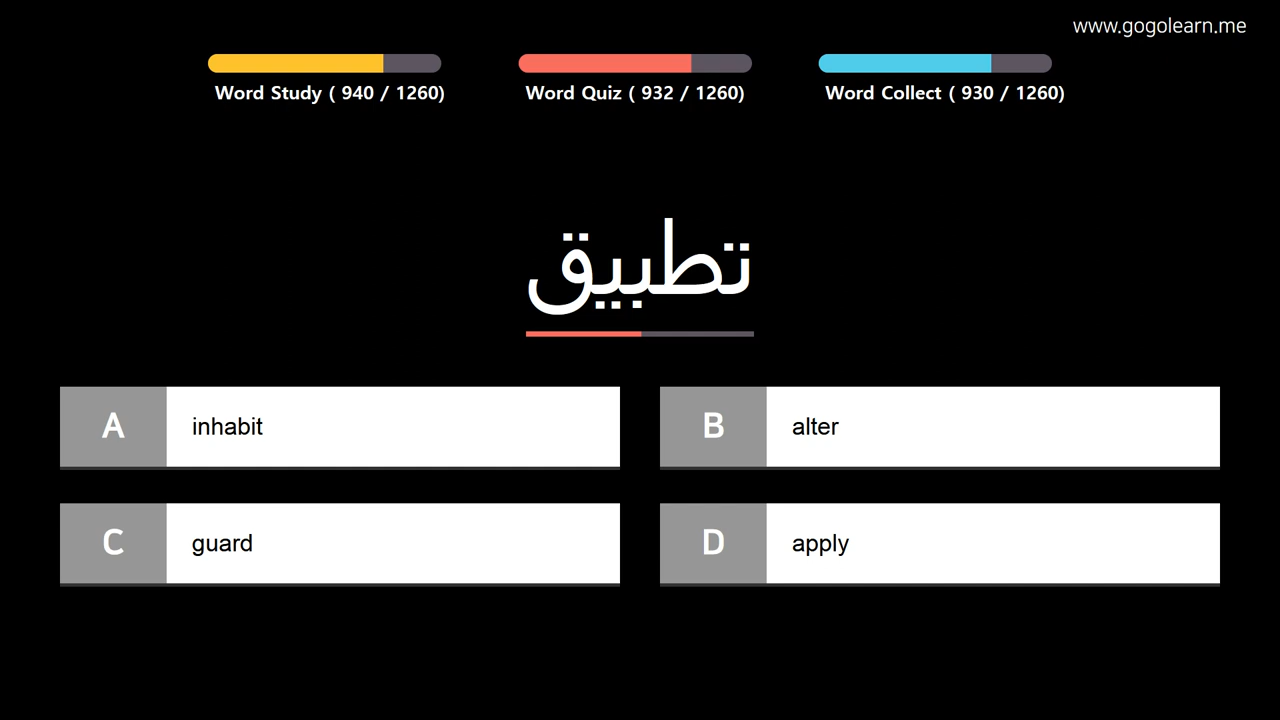 www.gogolearn.me
Word Study ( 940 / 1260)
Word Quiz ( 932 / 1260)
Word Collect ( 930 / 1260)
تطبيق
A inhabit
B alter
C guard
D apply